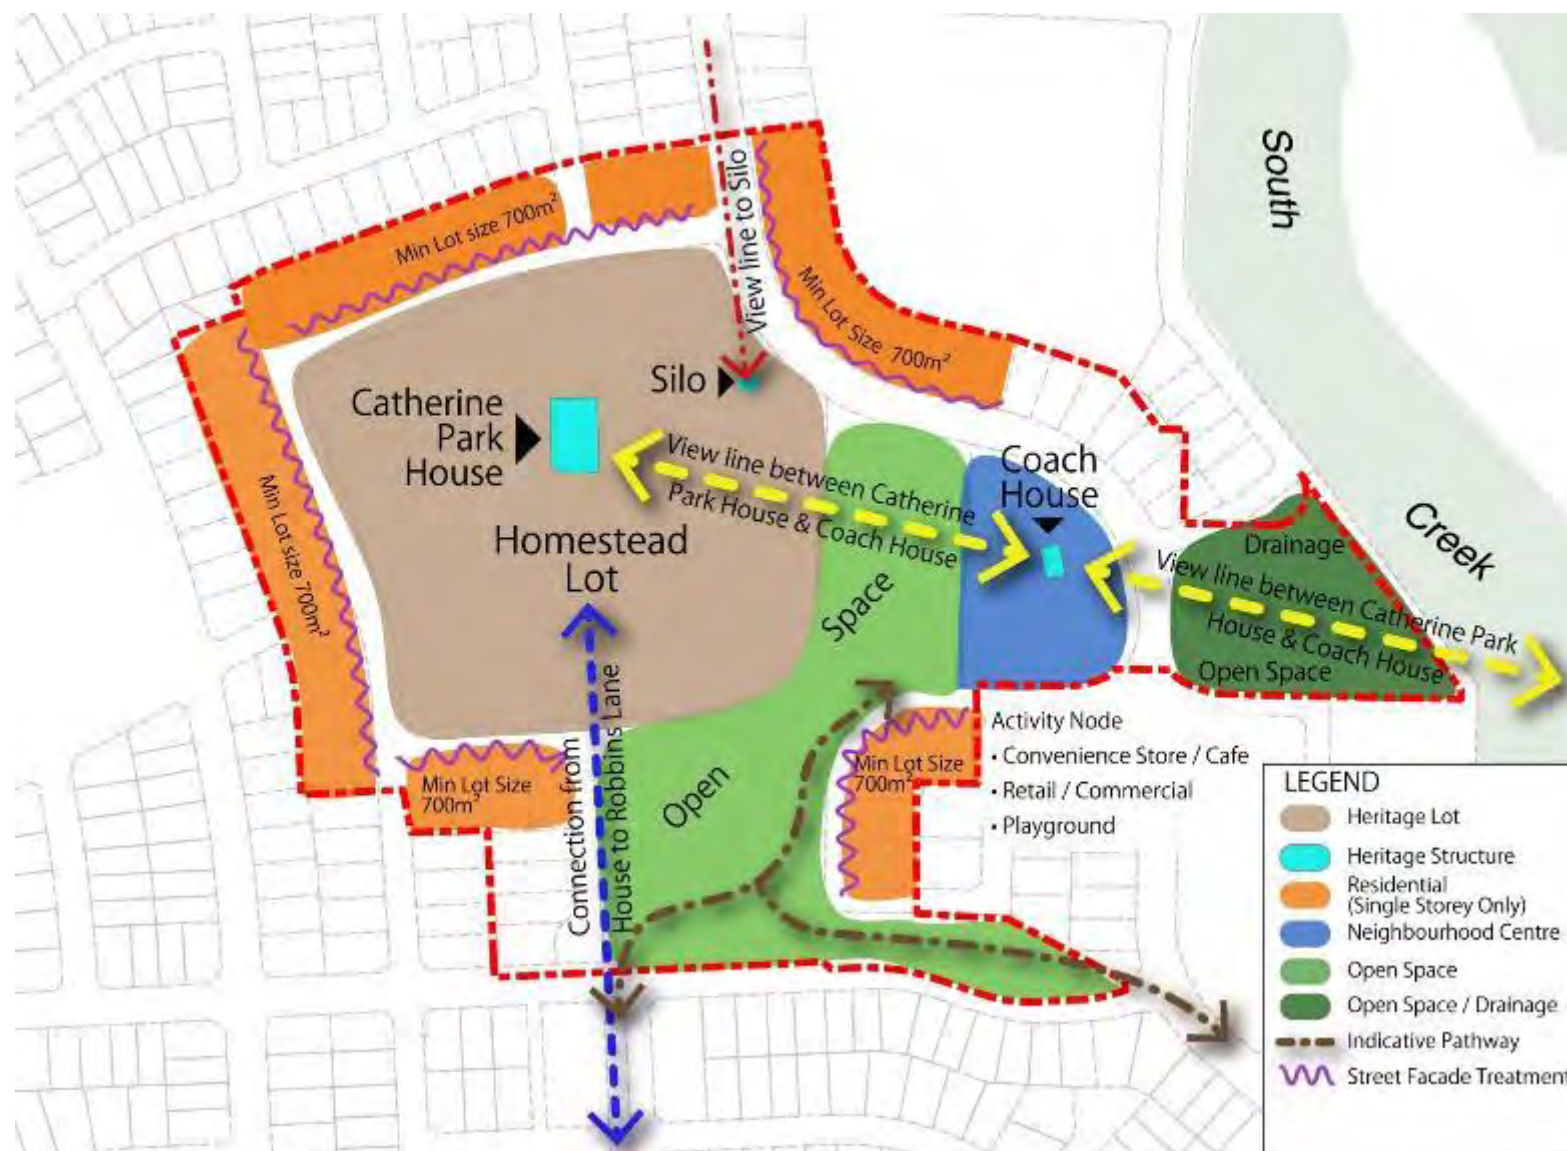 South
Creek
View line to Silo
Min Lot size 700m²
Min Lot Size 700m²
Silo
Catherine
Park
House
View line between Catherine
Park House & Coach House
Coach
House
Homestead
Lot
Min Lot size 700m²
Drainage
View line between Catherine Park
House & Coach House
Open Space
Open
Space
Connection from
House to Robbins Lane
Min Lot Size
700m²
Min Lot Size
700m²
Activity Node
• Convenience Store / Cafe
• Retail / Commercial
• Playground
LEGEND
Heritage Lot
Heritage Structure
Residential
(Single Storey Only)
Neighbourhood Centre
Open Space
Open Space / Drainage
Indicative Pathway
Street Facade Treatment